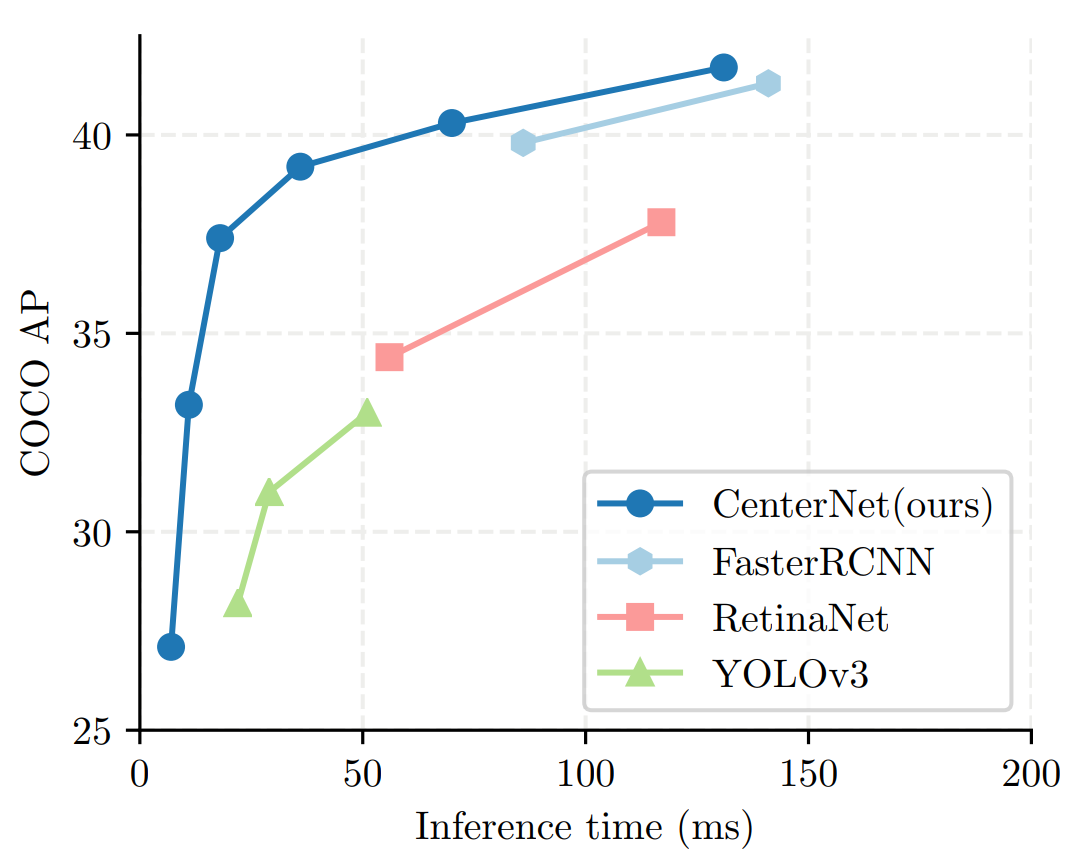 40
35
30
25
COCO AP
0 50 100 150 200
Inference time (ms)
CenterNet(ours)
FasterRCNN
RetinaNet
YOLOv3